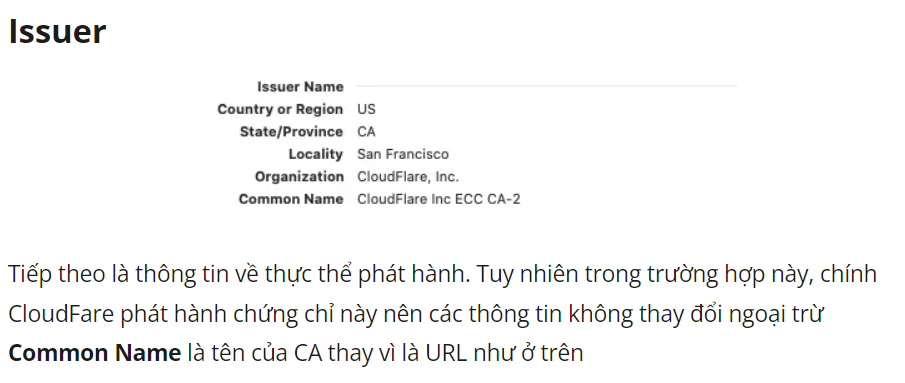 Issuer
Issuer Name
Country or Region US
State/Province CA
Locality San Francisco
Organization CloudFlare, Inc.
Common Name CloudFlare Inc ECC CA-2
Tiếp theo là thông tin về thực thể phát hành. Tuy nhiên trong trường hợp này, chính
CloudFare phát hành chứng chỉ này nên các thông tin không thay đổi ngoại trừ
Common Name là tên của CA thay vì là URL như ở trên